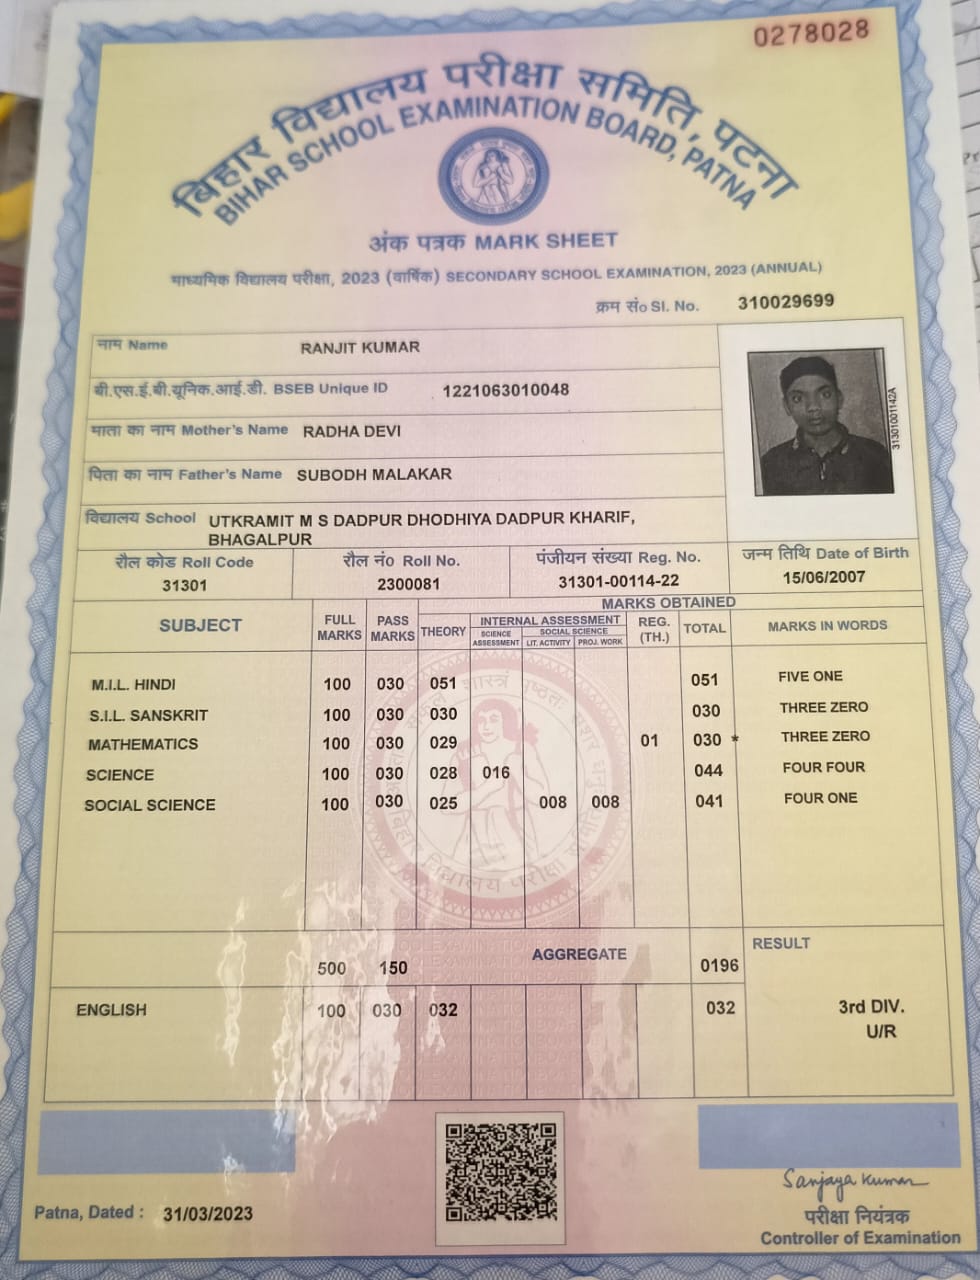 0278028
बिहार विद्यालय परीक्षा समिति, पटना
BIHAR SCHOOL EXAMINATION BOARD, PATNA
अंक पत्रक MARK SHEET
माध्यमिक विद्यालय परीक्षा, 2023 (वार्षिक) SECONDARY SCHOOL EXAMINATION, 2023 (ANNUAL)
क्रम सं० Sl. No. 310029699
नाम Name RANJIT KUMAR
बी.एस.ई.बी.यूनिक.आई.डी. BSEB Unique ID 1221063010048
माता का नाम Mother's Name RADHA DEVI
पिता का नाम Father's Name SUBODH MALAKAR
31301001142A
विद्यालय School UTKRAMIT M S DADPUR DHODHIYA DADPUR KHARIF,
BHAGALPUR
रौल कोड Roll Code रौल नं० Roll No. पंजीयन संख्या Reg. No. जन्म तिथि Date of Birth
31301 2300081 31301-00114-22 15/06/2007
MARKS OBTAINED
SUBJECT FULL MARKS PASS MARKS THEORY INTERNAL ASSESSMENT REG. (TH.) TOTAL MARKS IN WORDS
SCIENCE ASSESSMENT SOCIAL SCIENCE
LIT. ACTIVITY PROJ. WORK
M.I.L. HINDI 100 030 051 051 FIVE ONE
S.I.L. SANSKRIT 100 030 030 030 THREE ZERO
MATHEMATICS 100 030 029 01 030 * THREE ZERO
SCIENCE 100 030 028 016 044 FOUR FOUR
SOCIAL SCIENCE 100 030 025 008 008 041 FOUR ONE
बिहार विद्यालय परीक्षा समिति
500 150 AGGREGATE 0196 RESULT
ENGLISH 100 030 032 032 3rd DIV.
U/R
Sanjaya Kumar
Patna, Dated : 31/03/2023
परीक्षा नियंत्रक
Controller of Examination